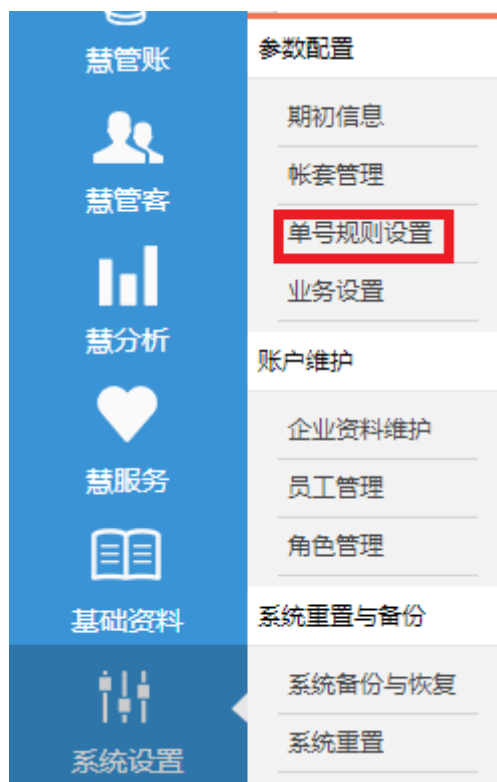 慧管账
慧管客
慧分析
慧服务
基础资料
系统设置
参数配置
期初信息
帐套管理
单号规则设置
业务设置
账户维护
企业资料维护
员工管理
角色管理
系统重置与备份
系统备份与恢复
系统重置